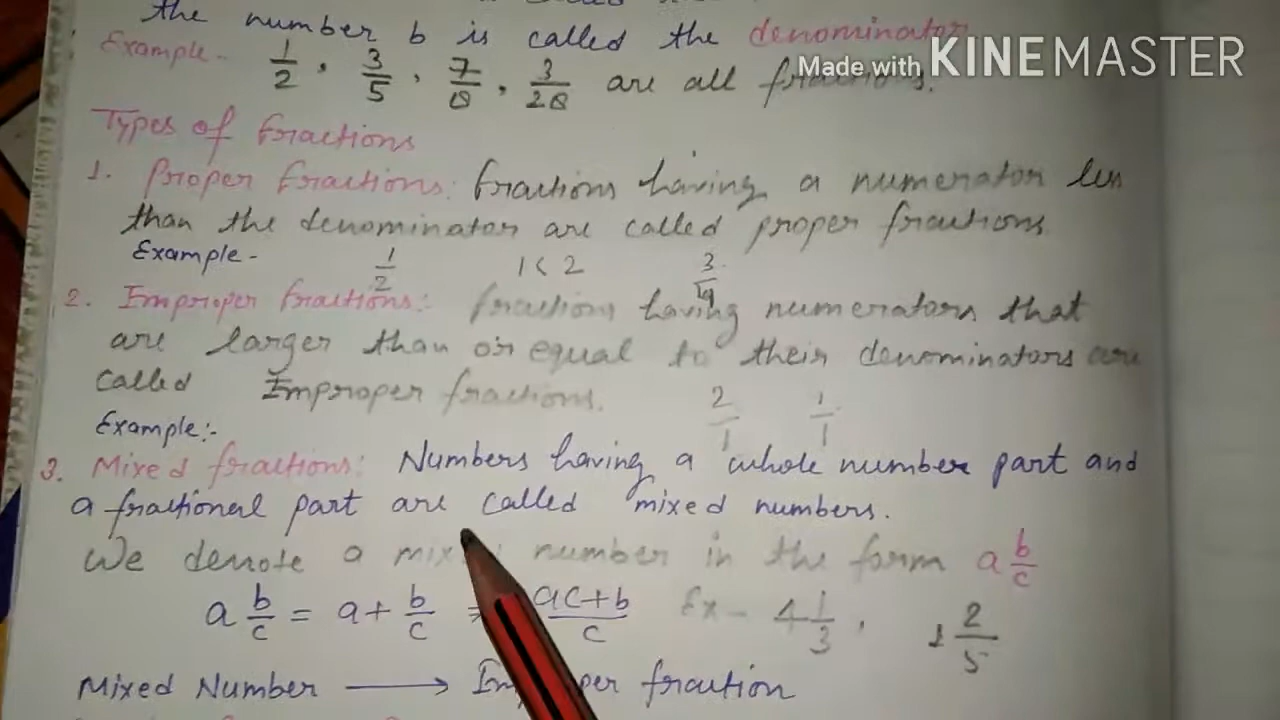 the number b is called the denominator
Made with KINEMASTER
Example- 1/2, 3/5, 7/8, 3/28 are all fractions.
Types of fractions
1. Proper fractions: fractions having a numerator less
than the denominator are called proper fractions
Example- 1/2 1<2 3/4
2. Improper fractions: fractions having numerators that
are larger than or equal to their denominators are
called Improper fractions.
Example:- 2/1 1/1
3. Mixed fractions: Numbers having a whole number part and
a fractional part are called mixed numbers.
We denote a number in the form a b/c
a b/c = a + b/c = ac+b/c Ex- 4 1/3, 1 2/5
Mixed Number ⟶ Improper fraction